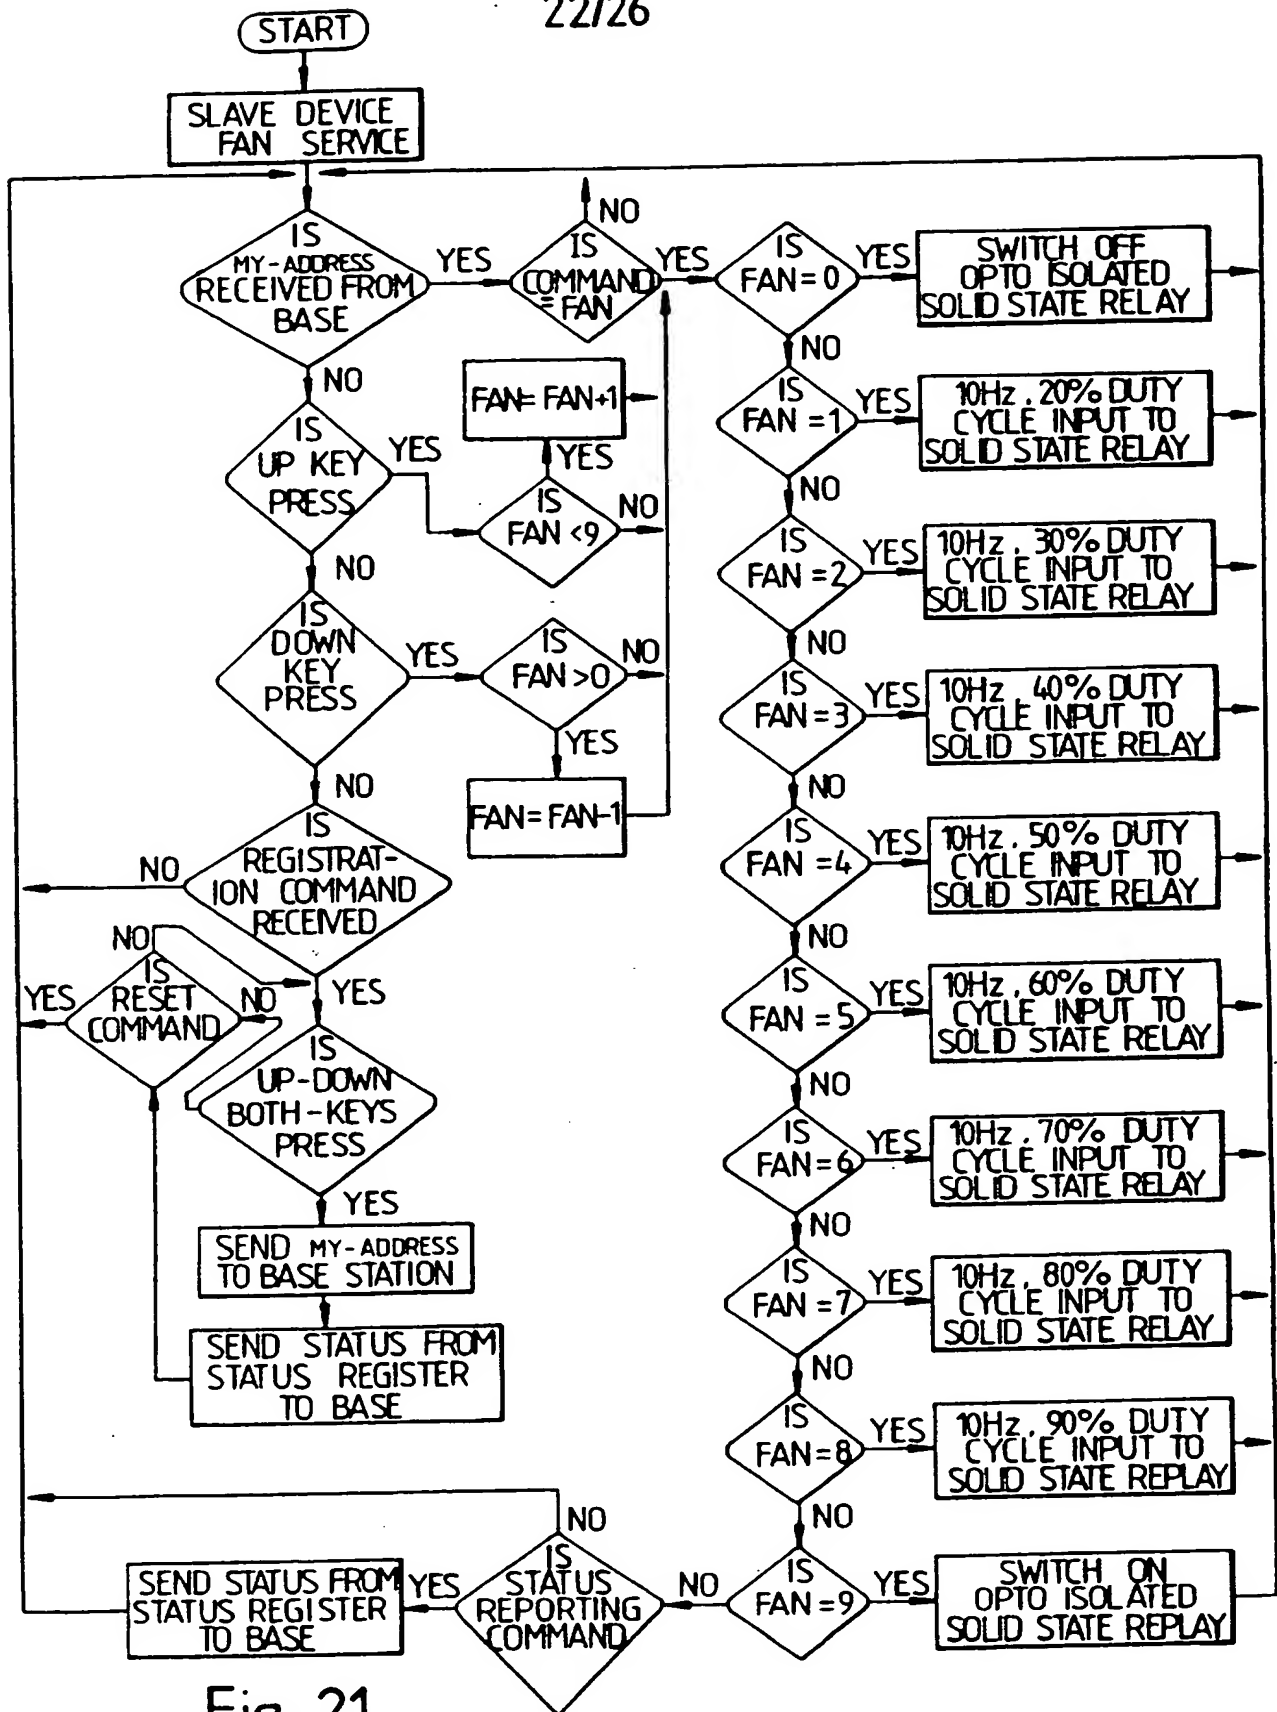 22/26
START
SLAVE DEVICE
FAN SERVICE
NO
IS
MY-ADDRESS
RECEIVED FROM
BASE
YES
IS
COMMAND
= FAN
YES
IS
FAN = 0
YES
SWITCH OFF
OPTO ISOLATED
SOLID STATE RELAY
NO
NO
FAN= FAN+1
IS
FAN =1
YES
10Hz. 20% DUTY
CYCLE INPUT TO
SOLID STATE RELAY
IS
UP KEY
PRESS
YES
YES
IS
FAN <9
NO
NO
NO
IS
FAN =2
YES
10Hz. 30% DUTY
CYCLE INPUT TO
SOLID STATE RELAY
IS
DOWN
KEY
PRESS
YES
IS
FAN >0
NO
NO
IS
FAN = 3
YES
10Hz. 40% DUTY
CYCLE INPUT TO
SOLID STATE RELAY
YES
NO
FAN= FAN-1
NO
IS
FAN =4
YES
10Hz. 50% DUTY
CYCLE INPUT TO
SOLID STATE RELAY
IS
REGISTRAT-
ION COMMAND
RECEIVED
NO
NO
NO
IS
RESET
COMMAND
YES
NO
YES
IS
FAN = 5
YES
10Hz. 60% DUTY
CYCLE INPUT TO
SOLID STATE RELAY
IS
UP-DOWN
BOTH-KEYS
PRESS
NO
IS
FAN= 6
YES
10Hz. 70% DUTY
CYCLE INPUT TO
SOLID STATE RELAY
YES
NO
SEND MY-ADDRESS
TO BASE STATION
IS
FAN =7
YES
10Hz. 80% DUTY
CYCLE INPUT TO
SOLID STATE RELAY
SEND STATUS FROM
STATUS REGISTER
TO BASE
NO
IS
FAN=8
YES
10Hz. 90% DUTY
CYCLE INPUT TO
SOLID STATE REPLAY
NO
NO
SEND STATUS FROM
STATUS REGISTER
TO BASE
YES
IS
STATUS
REPORTING
COMMAND
NO
IS
FAN =9
YES
SWITCH ON
OPTO ISOLATED
SOLID STATE REPLAY
Fig. 21